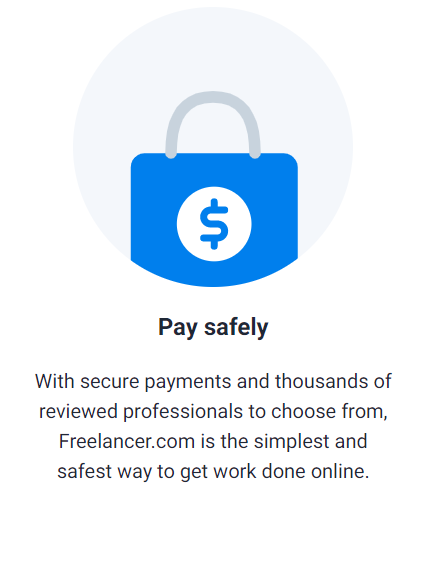 $
Pay safely
With secure payments and thousands of
reviewed professionals to choose from,
Freelancer.com is the simplest and
safest way to get work done online.